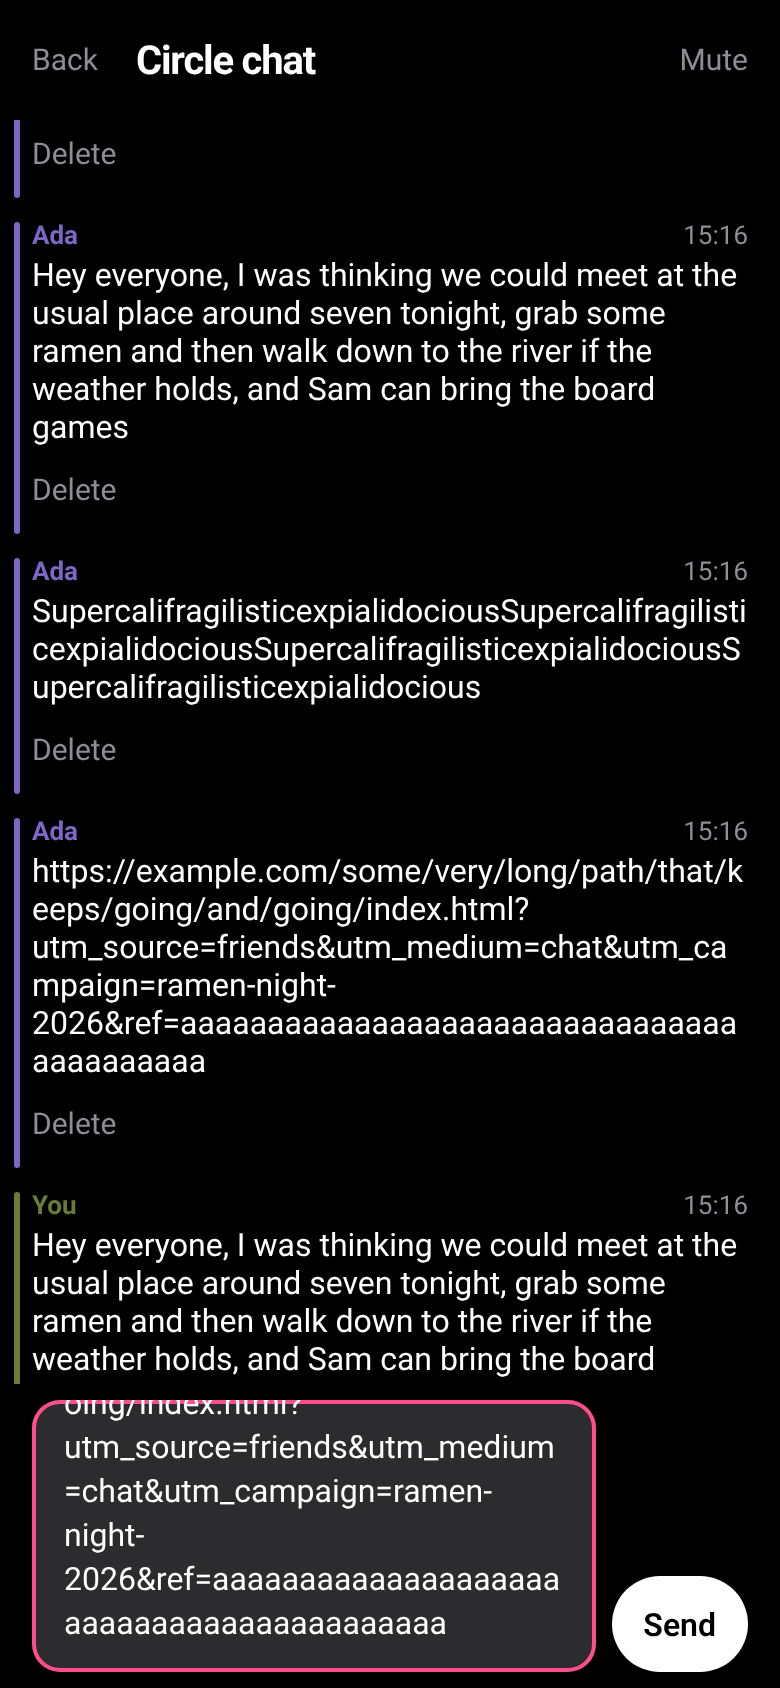 Back Circle chat Mute
Delete
Ada 15:16
Hey everyone, I was thinking we could meet at the
usual place around seven tonight, grab some
ramen and then walk down to the river if the
weather holds, and Sam can bring the board
games
Delete
Ada 15:16
SupercalifragilisticexpialidociousSupercalifragilisti
cexpialidociousSupercalifragilisticexpialidociousS
upercalifragilisticexpialidocious
Delete
Ada 15:16
https://example.com/some/very/long/path/that/k
eeps/going/and/going/index.html?
utm_source=friends&utm_medium=chat&utm_ca
mpaign=ramen-night-
2026&ref=aaaaaaaaaaaaaaaaaaaaaaaaaaaaaaaa
aaaaaaaaaa
Delete
You 15:16
Hey everyone, I was thinking we could meet at the
usual place around seven tonight, grab some
ramen and then walk down to the river if the
weather holds, and Sam can bring the board
oing/index.html?
utm_source=friends&utm_medium
=chat&utm_campaign=ramen-
night-
2026&ref=aaaaaaaaaaaaaaaaaaaa
aaaaaaaaaaaaaaaaaaaaaa
Send